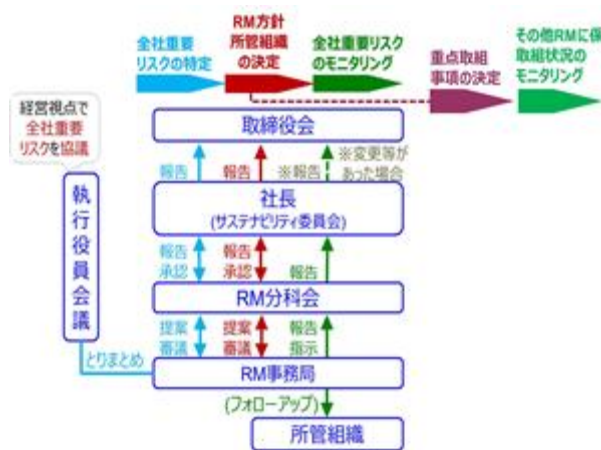 全社重要
リスクの特定
RM方針
所管組織
の決定
全社重要リスク
のモニタリング
重点取組
事項の決定
その他RMに係
取組状況の
モニタリング
経営視点で
全社重要
リスクを協議
取締役会
報告
報告
※報告
※変更等が
あった場合
社長
(サステナビリティ委員会)
執行役員会議
報告
承認
報告
承認
報告
RM分科会
提案
審議
提案
審議
報告
指示
とりまとめ
RM事務局
(フォローアップ)
所管組織